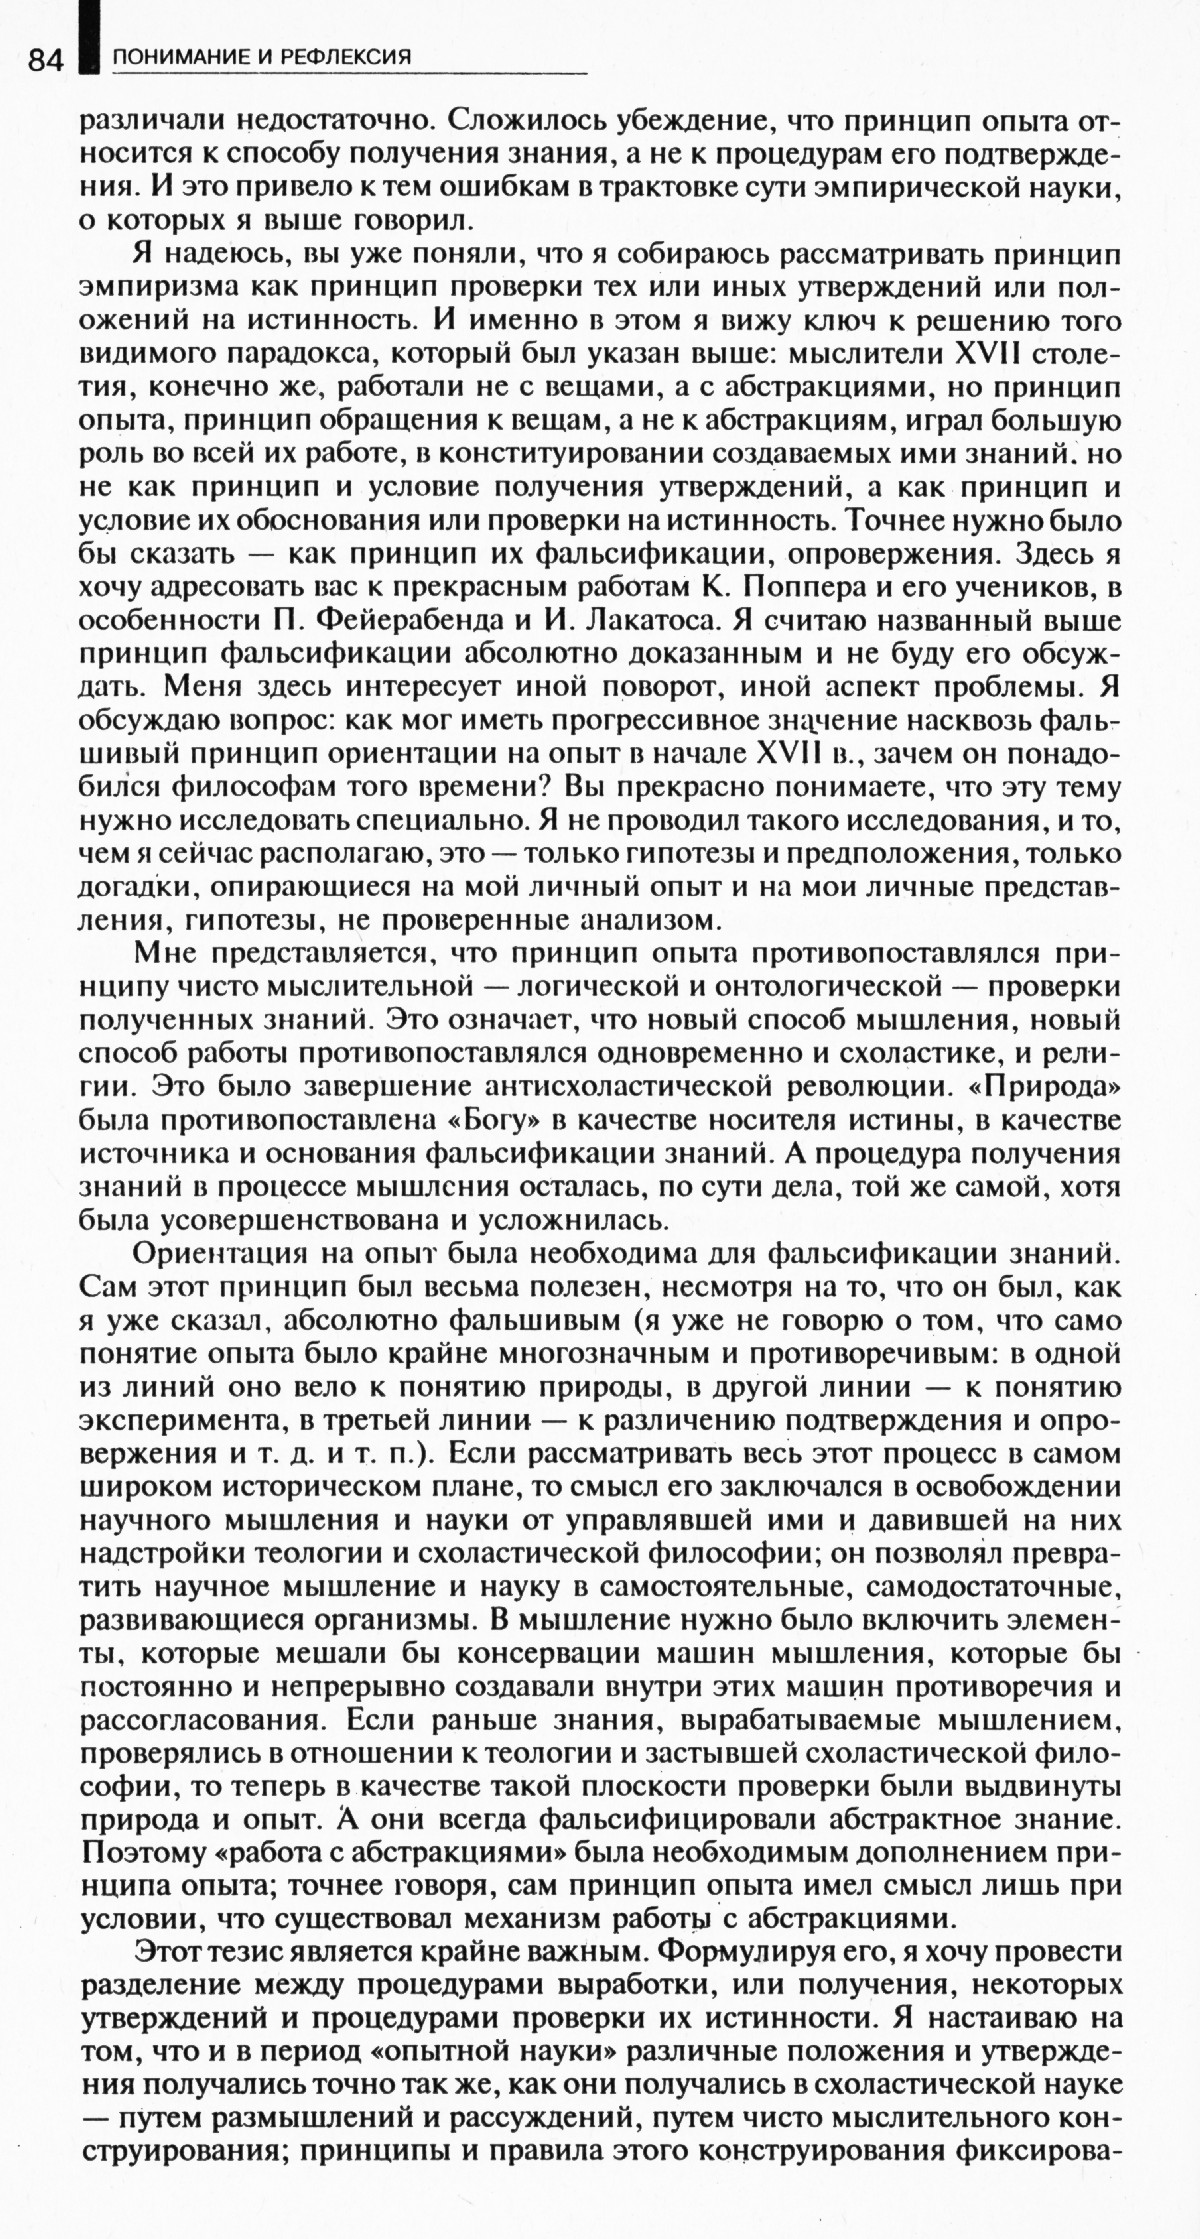 84
ПОНИМАНИЕ И РЕФЛЕКСИЯ
различали недостаточно. Сложилось убеждение, что принцип опыта от-
носится к способу получения знания, а не к процедурам его подтвержде-
ния. И это привело к тем ошибкам в трактовке сути эмпирической науки,
о которых я выше говорил.
Я надеюсь, вы уже поняли, что я собираюсь рассматривать принцип
эмпиризма как принцип проверки тех или иных утверждений или пол-
ожений на истинность. И именно в этом я вижу ключ к решению того
видимого парадокса, который был указан выше: мыслители XVII столе-
тия, конечно же, работали не с вещами, а с абстракциями, но принцип
опыта, принцип обращения к вещам, а не к абстракциям, играл большую
роль во всей их работе, в конституировании создаваемых ими знаний. но
не как принцип и условие получения утверждений, а как принцип и
условие их обоснования или проверки на истинность. Точнее нужно было
бы сказать — как принцип их фальсификации, опровержения. Здесь я
хочу адресовать вас к прекрасным работам К. Поппера и его учеников, в
особенности П. Фейерабенда и И. Лакатоса. Я считаю названный выше
принцип фальсификации абсолютно доказанным и не буду его обсуж-
дать. Меня здесь интересует иной поворот, иной аспект проблемы. Я
обсуждаю вопрос: как мог иметь прогрессивное значение насквозь фаль-
шивый принцип ориентации на опыт в начале XVII в., зачем он понадо-
бился философам того времени? Вы прекрасно понимаете, что эту тему
нужно исследовать специально. Я не проводил такого исследования, и то,
чем я сейчас располагаю, это — только гипотезы и предположения, только
догадки, опирающиеся на мой личный опыт и на мои личные представ-
ления, гипотезы, не проверенные анализом.
Мне представляется, что принцип опыта противопоставлялся при-
нципу чисто мыслительной — логической и онтологической — проверки
полученных знаний. Это означает, что новый способ мышления, новый
способ работы противопоставлялся одновременно и схоластике, и рели-
гии. Это было завершение антисхоластической революции. «Природа»
была противопоставлена «Богу» в качестве носителя истины, в качестве
источника и основания фальсификации знаний. А процедура получения
знаний в процессе мышления осталась, по сути дела, той же самой, хотя
была усовершенствована и усложнилась.
Ориентация на опыт была необходима для фальсификации знаний.
Сам этот принцип был весьма полезен, несмотря на то, что он был, как
я уже сказал, абсолютно фальшивым (я уже не говорю о том, что само
понятие опыта было крайне многозначным и противоречивым: в одной
из линий оно вело к понятию природы, в другой линии — к понятию
эксперимента, в третьей линии — к различению подтверждения и опро-
вержения и т. д. и т. п.). Если рассматривать весь этот процесс в самом
широком историческом плане, то смысл его заключался в освобождении
научного мышления и науки от управлявшей ими и давившей на них
надстройки теологии и схоластической философии; он позволял превра-
тить научное мышление и науку в самостоятельные, самодостаточные,
развивающиеся организмы. В мышление нужно было включить элемен-
ты, которые мешали бы консервации машин мышления, которые бы
постоянно и непрерывно создавали внутри этих машин противоречия и
рассогласования. Если раньше знания, вырабатываемые мышлением,
проверялись в отношении к теологии и застывшей схоластической фило-
софии, то теперь в качестве такой плоскости проверки были выдвинуты
природа и опыт. А они всегда фальсифицировали абстрактное знание.
Поэтому «работа с абстракциями» была необходимым дополнением при-
нципа опыта; точнее говоря, сам принцип опыта имел смысл лишь при
условии, что существовал механизм работы с абстракциями.
Этот тезис является крайне важным. Формулируя его, я хочу провести
разделение между процедурами выработки, или получения, некоторых
утверждений и процедурами проверки их истинности. Я настаиваю на
том, что и в период «опытной науки» различные положения и утвержде-
ния получались точно так же, как они получались в схоластической науке
— путем размышлений и рассуждений, путем чисто мыслительного кон-
струирования; принципы и правила этого конструирования фиксирова-